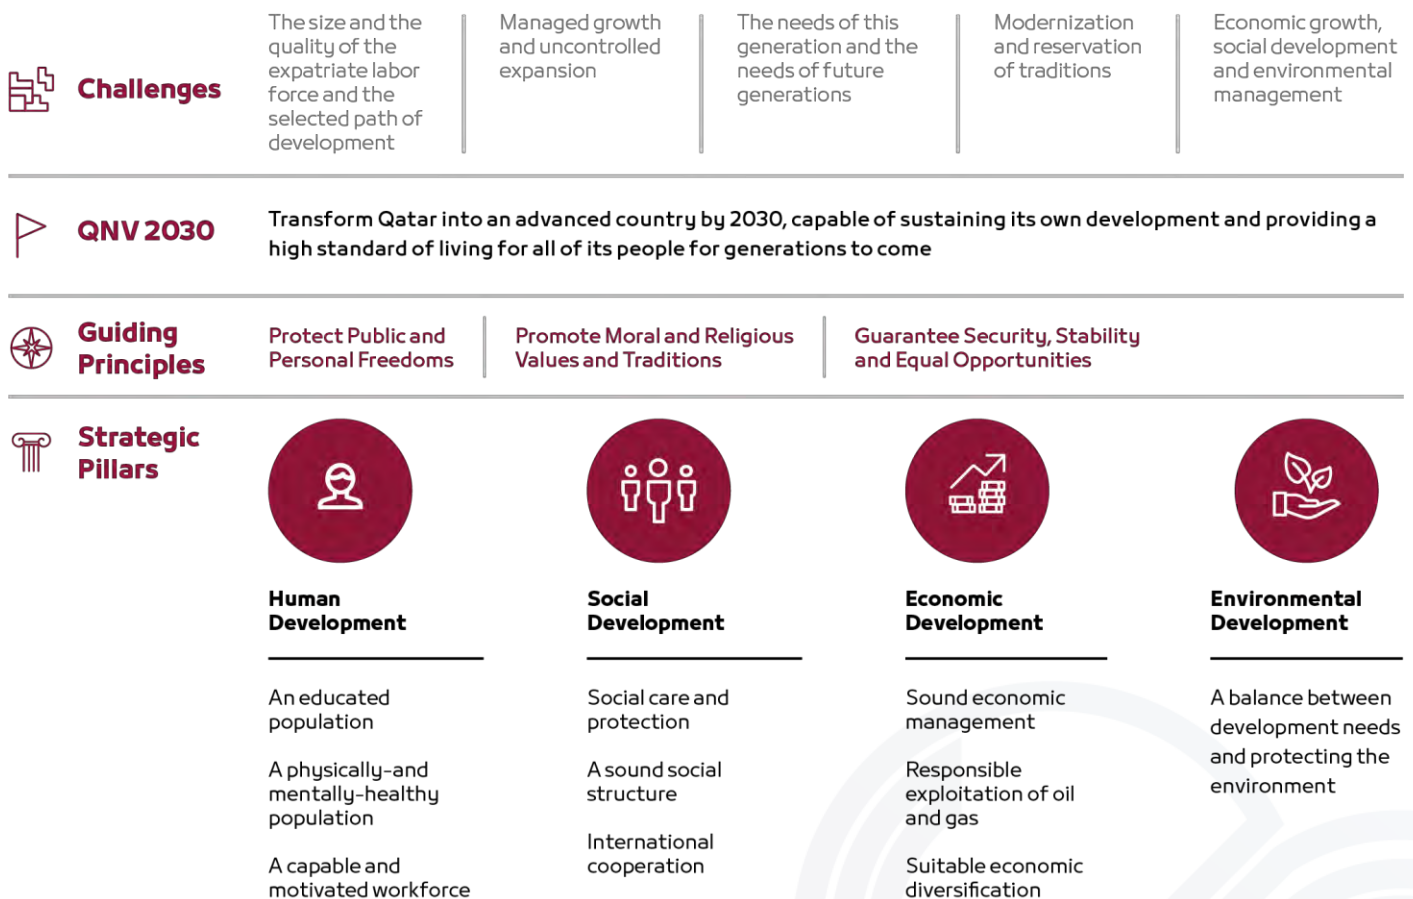 Challenges
The size and the
quality of the
expatriate labor
force and the
selected path of
development
Managed growth
and uncontrolled
expansion
The needs of this
generation and the
needs of future
generations
Modernization
and reservation
of traditions
Economic growth,
social development
and environmental
management
QNV 2030
Transform Qatar into an advanced country by 2030, capable of sustaining its own development and providing a
high standard of living for all of its people for generations to come
Guiding
Principles
Protect Public and
Personal Freedoms
Promote Moral and Religious
Values and Traditions
Guarantee Security, Stability
and Equal Opportunities
Strategic
Pillars
Human
Development
An educated
population
A physically-and
mentally-healthy
population
A capable and
motivated workforce
Social
Development
Social care and
protection
A sound social
structure
International
cooperation
Economic
Development
Sound economic
management
Responsible
exploitation of oil
and gas
Suitable economic
diversification
Environmental
Development
A balance between
development needs
and protecting the
environment